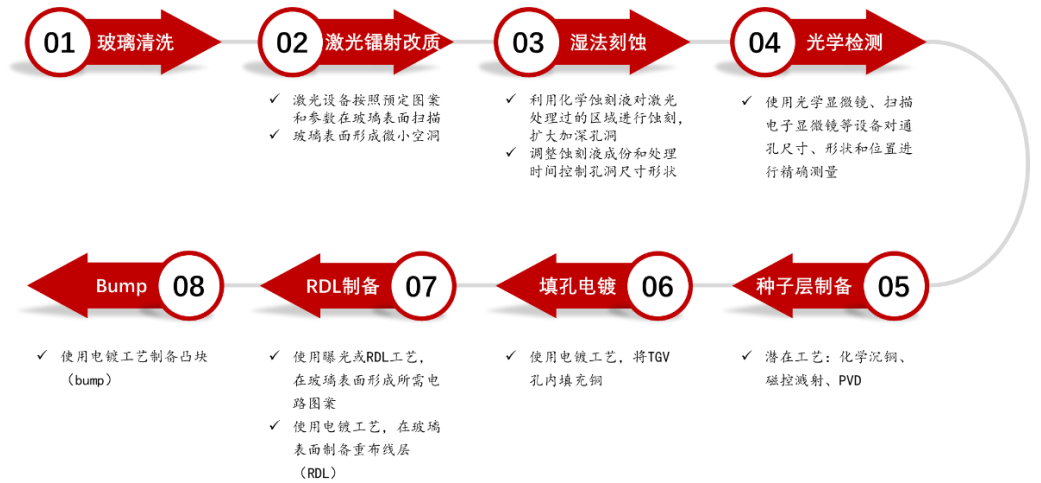 01 玻璃清洗
02 激光镭射改质
✓ 激光设备按照预定图案
和参数在玻璃表面扫描
✓ 玻璃表面形成微小空洞
03 湿法刻蚀
✓ 利用化学蚀刻液对激光
处理过的区域进行蚀刻，
扩大加深孔洞
✓ 调整蚀刻液成份和处理
时间控制孔洞尺寸形状
04 光学检测
✓ 使用光学显微镜、扫描
电子显微镜等设备对通
孔尺寸、形状和位置进
行精确测量
种子层制备 05
✓ 潜在工艺：化学沉铜、
磁控溅射、PVD
填孔电镀 06
✓ 使用电镀工艺，将TGV
孔内填充铜
RDL制备 07
✓ 使用曝光或RDL工艺，
在玻璃表面形成所需电
路图案
✓ 使用电镀工艺，在玻璃
表面制备重布线层
（RDL）
Bump 08
✓ 使用电镀工艺制备凸块
（bump）